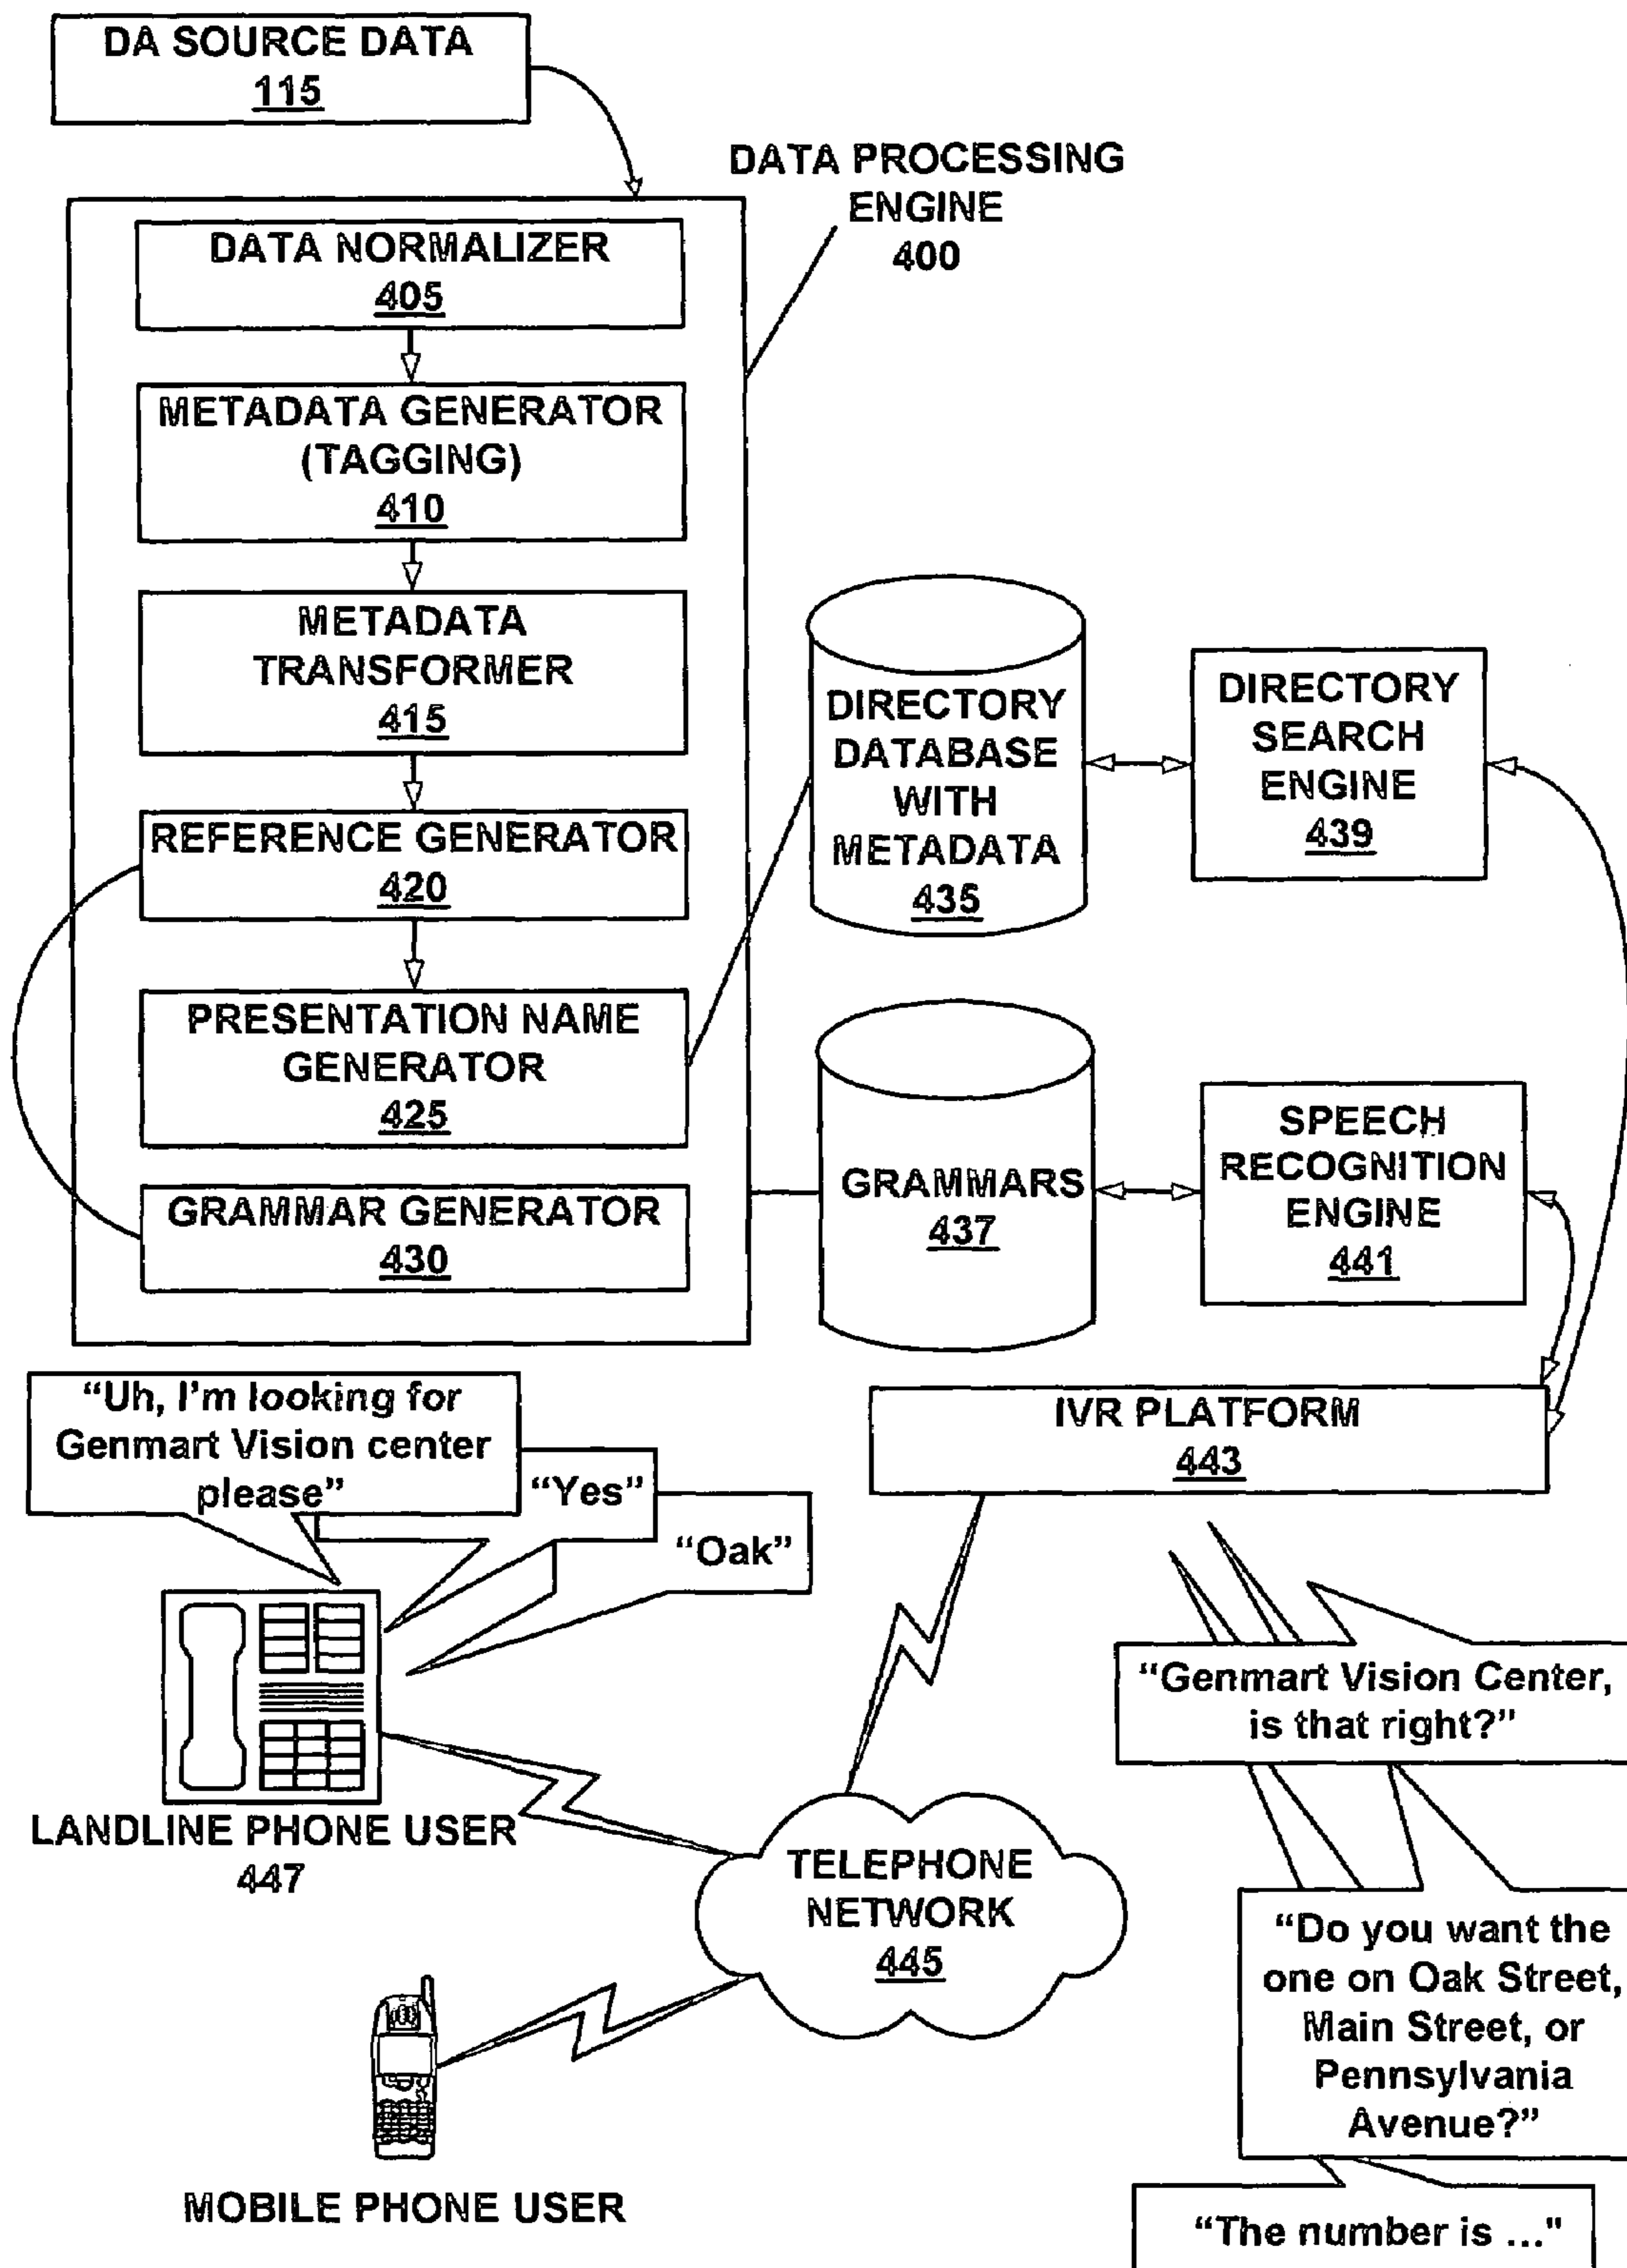 DA SOURCE DATA
115
DATA PROCESSING
ENGINE
400
DATA NORMALIZER
405
METADATA GENERATOR
(TAGGING)
410
METADATA
TRANSFORMER
415
REFERENCE GENERATOR
420
PRESENTATION NAME
GENERATOR
425
GRAMMAR GENERATOR
430
DIRECTORY
DATABASE
WITH
METADATA
435
DIRECTORY
SEARCH
ENGINE
439
GRAMMARS
437
SPEECH
RECOGNITION
ENGINE
441
IVR PLATFORM
443
“Uh, I’m looking for
Genmart Vision center
please”
“Yes”
“Oak”
LANDLINE PHONE USER
447
TELEPHONE
NETWORK
445
MOBILE PHONE USER
“Genmart Vision Center,
is that right?”
“Do you want the
one on Oak Street,
Main Street, or
Pennsylvania
Avenue?”
“The number is ..."